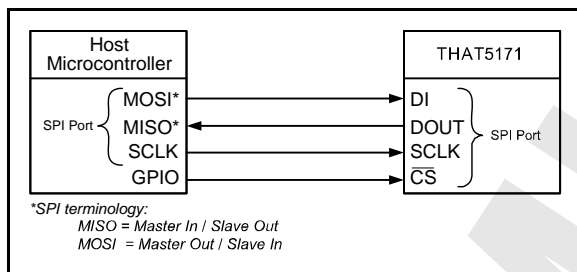 Host
Microcontroller
THAT5171
SPI Port
MOSI*
MISO*
SCLK
GPIO
DI
DOUT
SCLK
CS
SPI Port
*SPI terminology:
MISO = Master In / Slave Out
MOSI = Master Out / Slave In